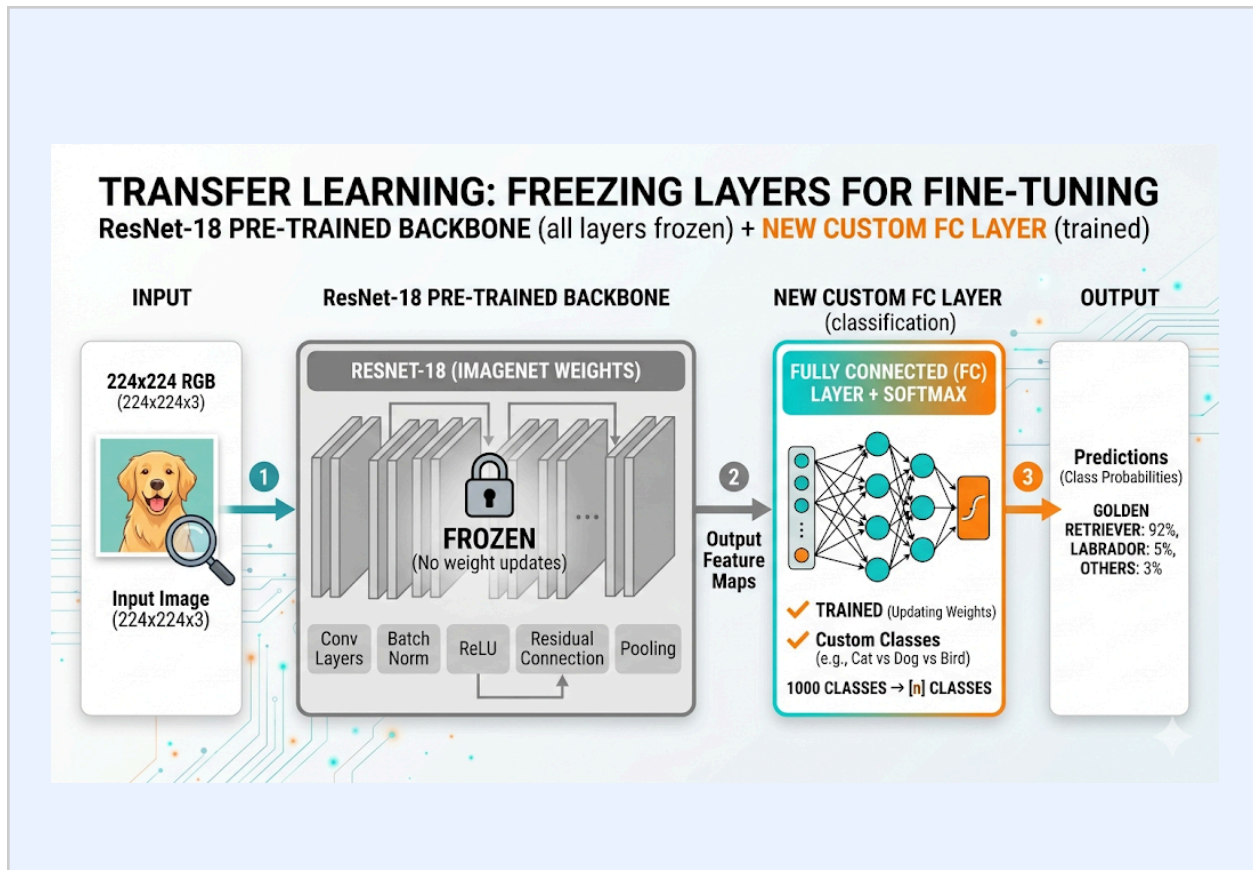 TRANSFER LEARNING: FREEZING LAYERS FOR FINE-TUNING
ResNet-18 PRE-TRAINED BACKBONE (all layers frozen) + NEW CUSTOM FC LAYER (trained)
INPUT
224x224 RGB
(224x224x3)
Input Image
(224x224x3)
1
ResNet-18 PRE-TRAINED BACKBONE
RESNET-18 (IMAGENET WEIGHTS)
...
FROZEN
(No weight updates)
Conv
Layers
Batch
Norm
ReLU
Residual
Connection
Pooling
2
Output
Feature
Maps
NEW CUSTOM FC LAYER
(classification)
FULLY CONNECTED (FC)
LAYER + SOFTMAX
✓ TRAINED (Updating Weights)
✓ Custom Classes
(e.g., Cat vs Dog vs Bird)
1000 CLASSES → [n] CLASSES
3
OUTPUT
Predictions
(Class Probabilities)
GOLDEN
RETRIEVER: 92%,
LABRADOR: 5%,
OTHERS: 3%